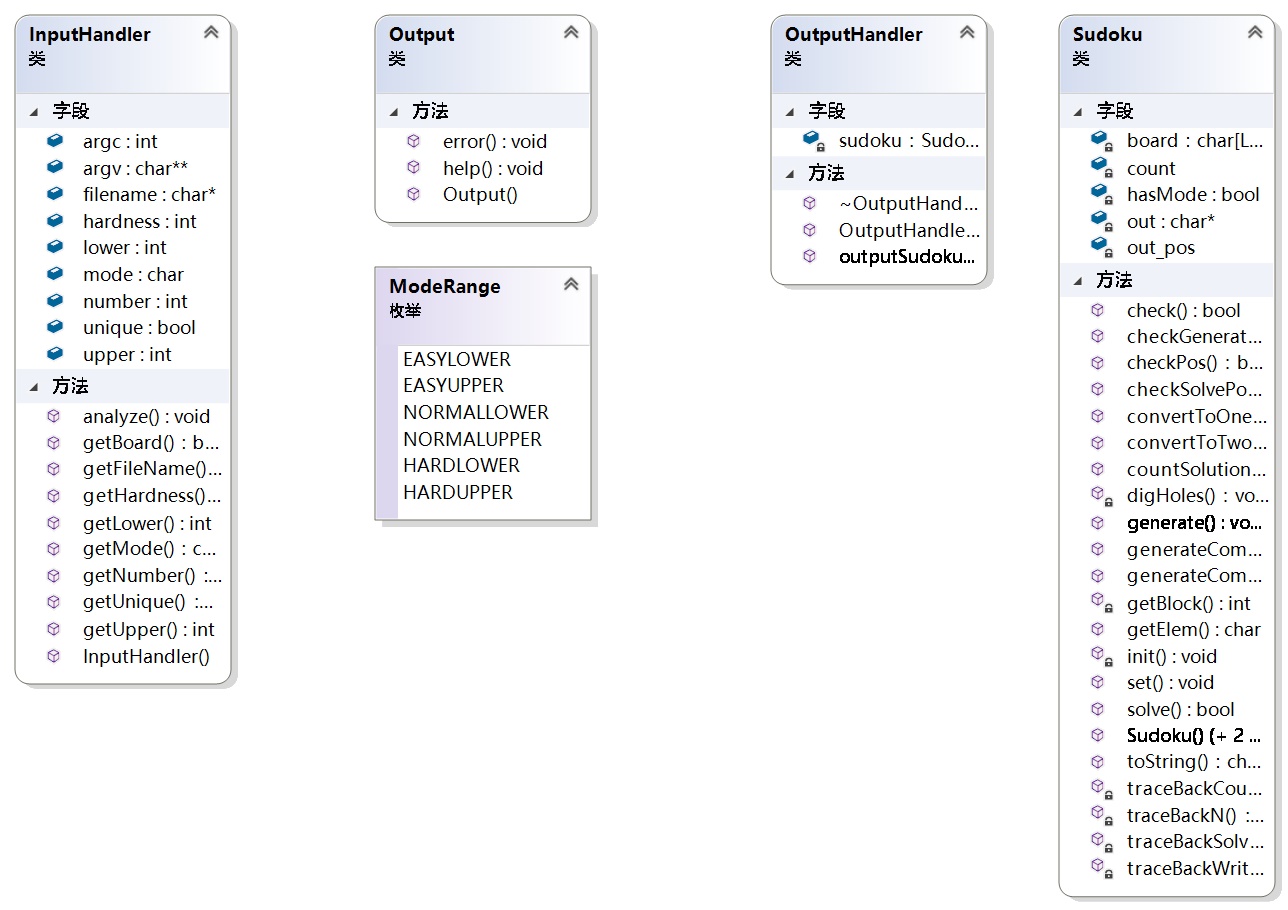 InputHandler
类
字段
argc : int
argv : char**
filename : char*
hardness : int
lower : int
mode : char
number : int
unique : bool
upper : int
方法
analyze() : void
getBoard() : b...
getFileName()...
getHardness()...
getLower() : int
getMode() : c...
getNumber() :...
getUnique() :...
getUpper() : int
InputHandler()
Output
类
方法
error() : void
help() : void
Output()
ModeRange
枚举
EASYLOWER
EASYUPPER
NORMALLOWER
NORMALUPPER
HARDLOWER
HARDUPPER
OutputHandler
类
字段
sudoku : Sudo...
方法
~OutputHand...
OutputHandle...
outputSudoku...
Sudoku
类
字段
board : char[L...
count
hasMode : bool
out : char*
out_pos
方法
check() : bool
checkGenerat...
checkPos() : b...
checkSolvePo...
convertToOne...
convertToTwo...
countSolution...
digHoles() : vo...
generate() : vo...
generateCom...
generateCom...
getBlock() : int
getElem() : char
init() : void
set() : void
solve() : bool
Sudoku() (+ 2 ...
toString() : ch...
traceBackCou...
traceBackN() :...
traceBackSolv...
traceBackWrit...